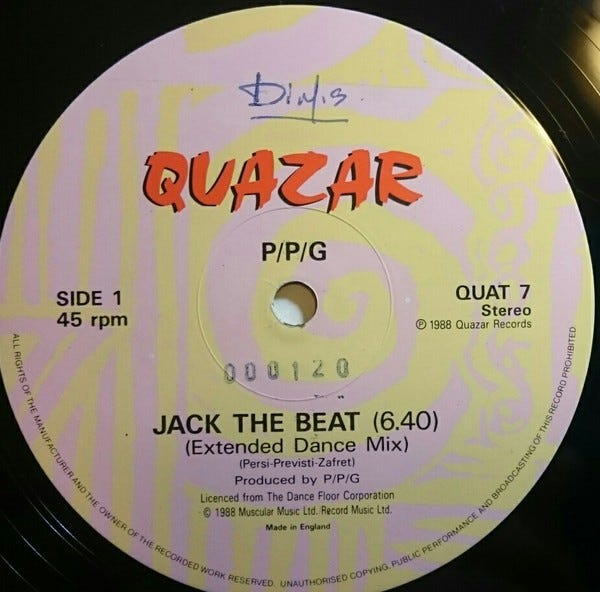 Dinis
QUAZAR
P/P/G
SIDE 1
45 rpm
QUAT 7
Stereo
℗ 1988 Quazar Records
000120
JACK THE BEAT (6.40)
(Extended Dance Mix)
(Persi-Previsti-Zafret)
Produced by P/P/G
Licenced from The Dance Floor Corporation
© 1988 Muscular Music Ltd. Record Music Ltd.
Made in England
ALL RIGHTS OF THE MANUFACTURER AND THE OWNER OF THE RECORDED WORK RESERVED. UNAUTHORISED COPYING, PUBLIC PERFORMANCE AND BROADCASTING OF THIS RECORD PROHIBITED